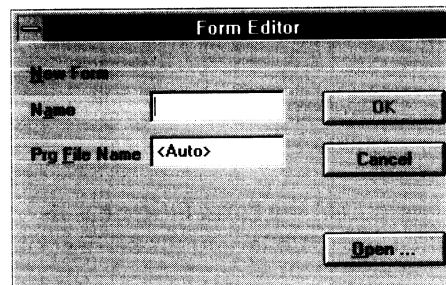 Form Editor
New Form
Name
OK
Prg File Name <Auto>
Cancel
Open ...